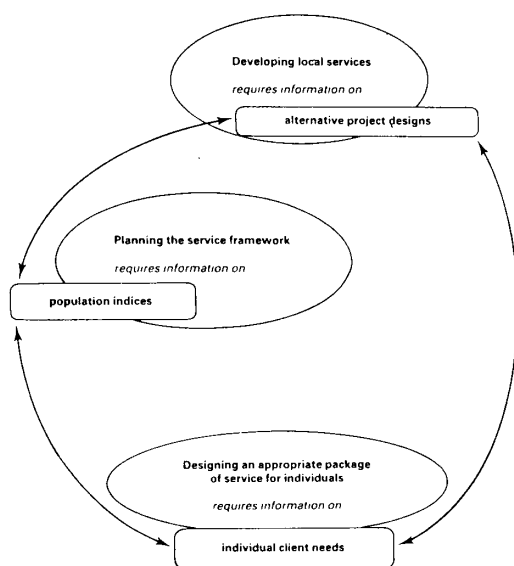 Developing local services
requires information on
alternative project designs
Planning the service framework
requires information on
population indices
Designing an appropriate package
of service for individuals
requires information on
individual client needs